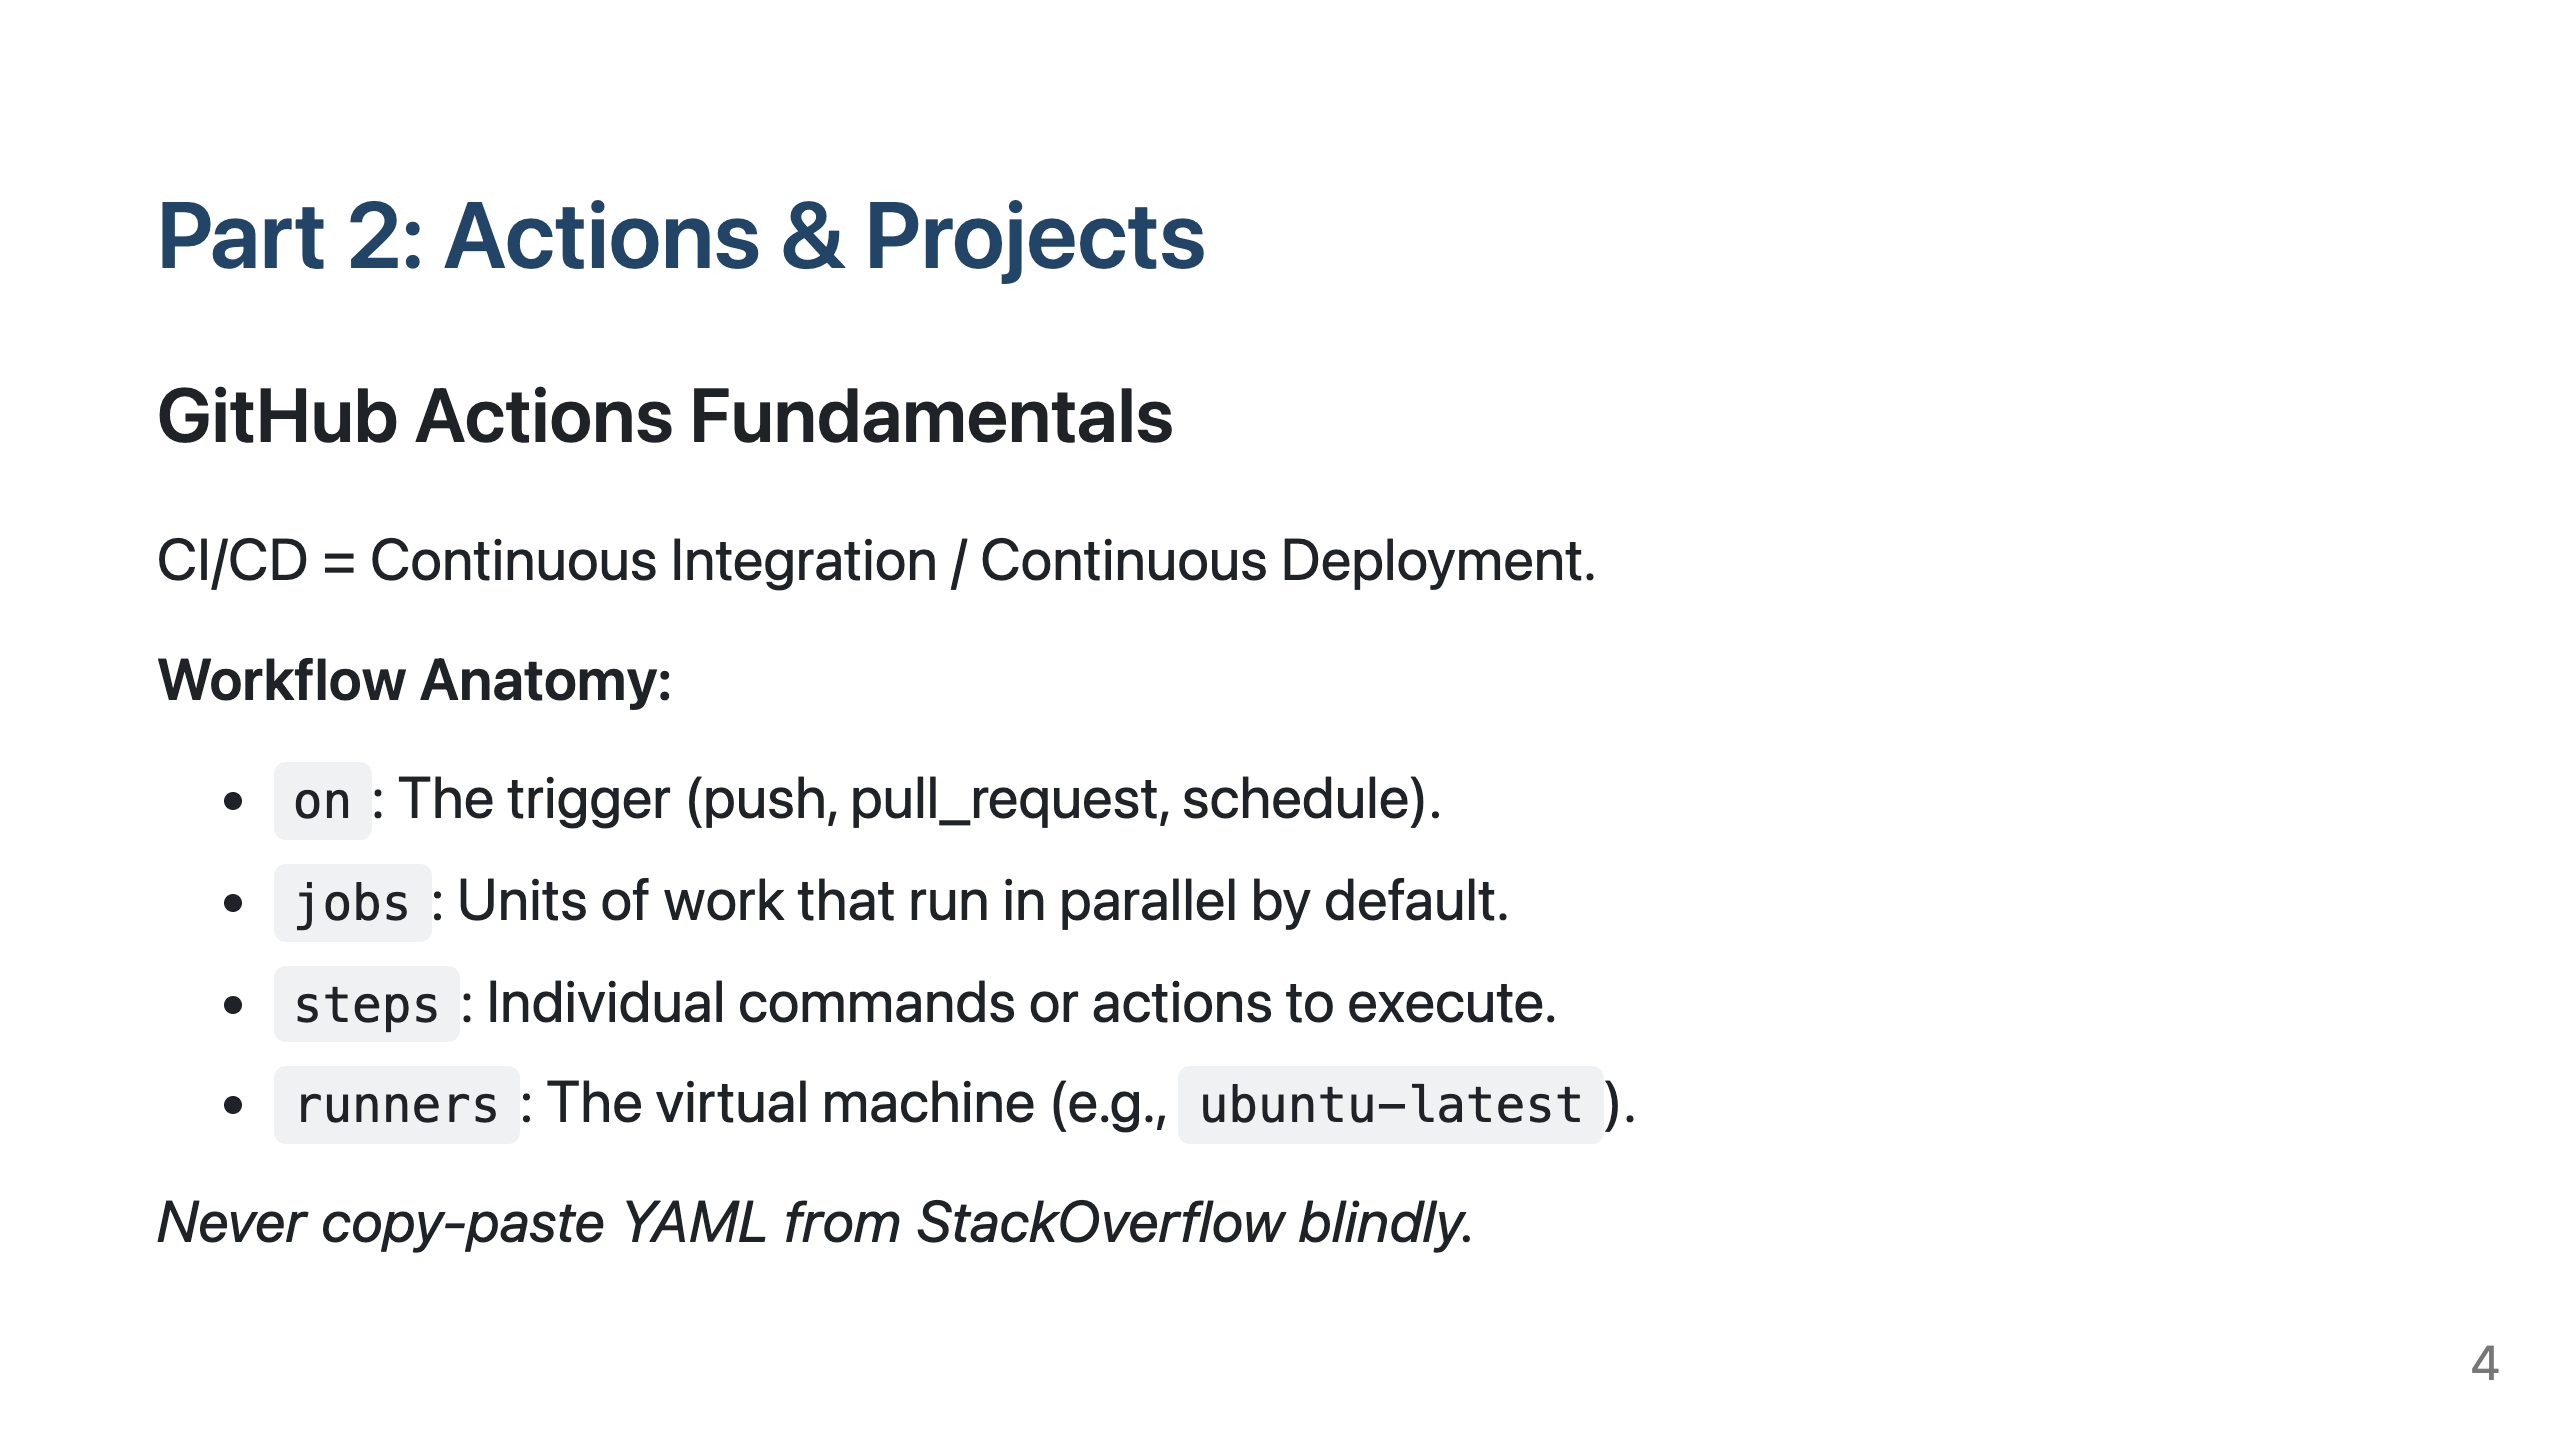 Part 2: Actions & Projects
GitHub Actions Fundamentals
CI/CD = Continuous Integration / Continuous Deployment.
Workflow Anatomy:
• on : The trigger (push, pull_request, schedule).
• jobs : Units of work that run in parallel by default.
• steps : Individual commands or actions to execute.
• runners : The virtual machine (e.g., ubuntu-latest ).
Never copy-paste YAML from StackOverflow blindly.
4